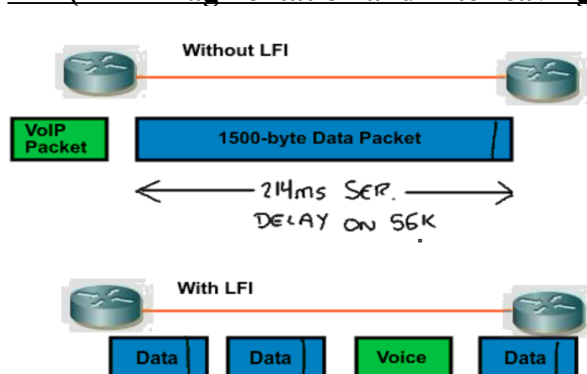 Without LFI
VoIP
Packet
1500-byte Data Packet
214ms SER.
DELAY ON 56K
With LFI
Data
Data
Voice
Data